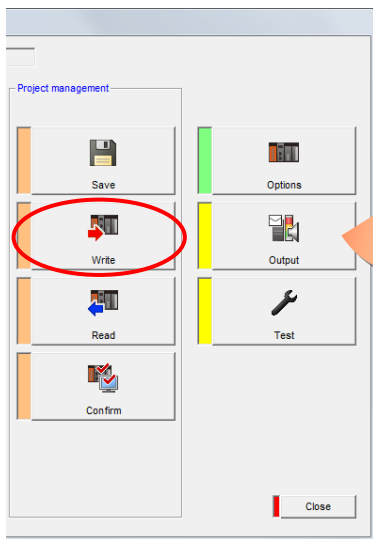 Project management
Save
Options
Write
Output
Read
Test
Confirm
Close